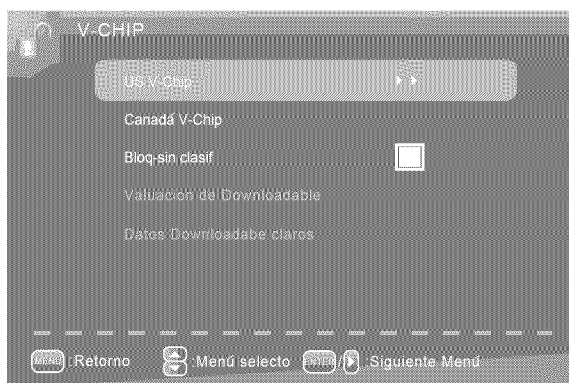 V-CHIP
US V-Chip
Canadá V-Chip
Bloq-sin clasif
Valuación de Downloadable
Datos Downloadabe claros
MENU :Retorno :Menú selecto ENTER/ :Siguiente Menú